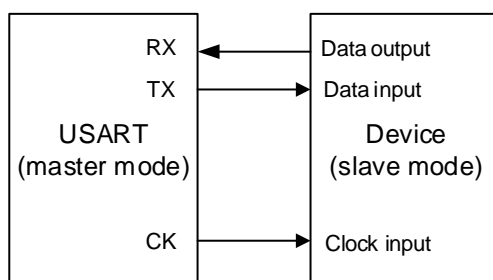 RX
Data output
TX
Data input
USART
(master mode)
Device
(slave mode)
CK
Clock input